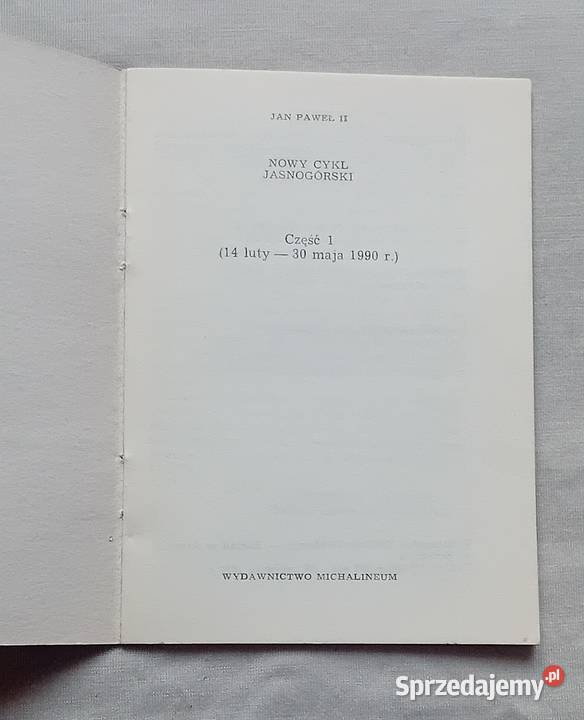 JAN PAWEŁ II
NOWY CYKL
JASNOGÓRSKI
Część 1
(14 luty — 30 maja 1990 r.)
WYDAWNICTWO MICHALINEUM
Sprzedajemy.pl